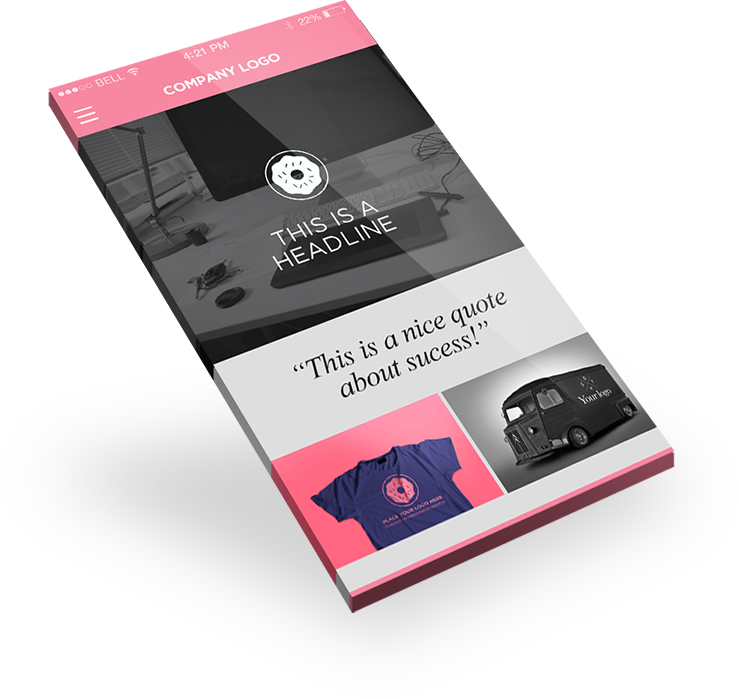 BELL
4:21 PM
22%
COMPANY LOGO
THIS IS A
HEADLINE
“This is a nice quote
about sucess!”
Your logo
PLACE YOUR LOGO HERE